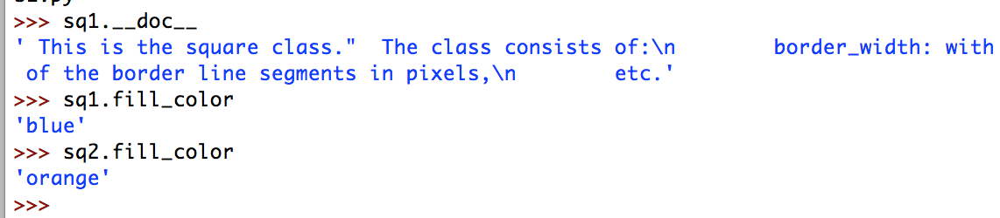 >>> sq1.__doc__
' This is the square class."  The class consists of:\n        border_width: with
 of the border line segments in pixels,\n        etc.'
>>> sq1.fill_color
'blue'
>>> sq2.fill_color
'orange'
>>>